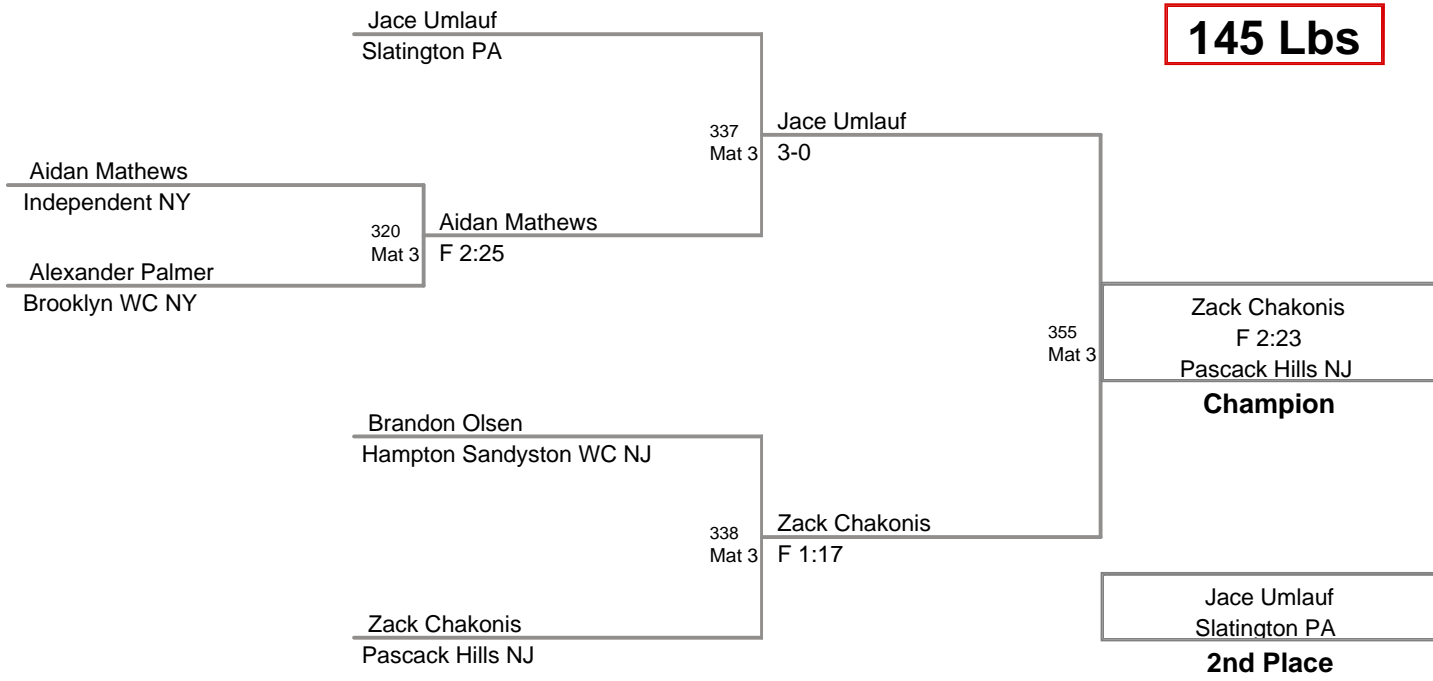 Jace Umlauf
Slatington PA
145 Lbs
337
Mat 3
Jace Umlauf
3-0
Aidan Mathews
Independent NY
320
Mat 3
Aidan Mathews
F 2:25
Alexander Palmer
Brooklyn WC NY
355
Mat 3
Zack Chakonis
F 2:23
Pascack Hills NJ
Champion
Brandon Olsen
Hampton Sandyston WC NJ
338
Mat 3
Zack Chakonis
F 1:17
Zack Chakonis
Pascack Hills NJ
Jace Umlauf
Slatington PA
2nd Place